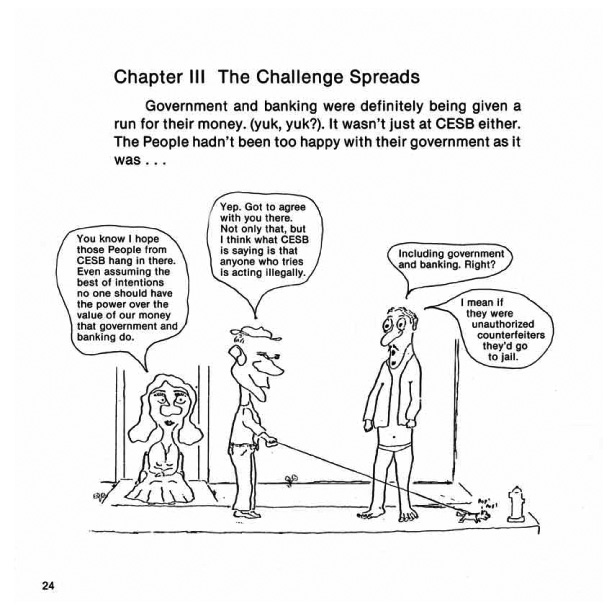 Chapter III The Challenge Spreads
Government and banking were definitely being given a
run for their money. (yuk, yuk?). It wasn't just at CESB either.
The People hadn't been too happy with their government as it
was . . .
You know I hope
those People from
CESB hang in there.
Even assuming the
best of intentions
no one should have
the power over the
value of our money
that government and
banking do.
Yep. Got to agree
with you there.
Not only that, but
I think what CESB
is saying is that
anyone who tries
is acting illegally.
Including government
and banking. Right?
I mean if
they were
unauthorized
counterfeiters
they'd go
to jail.
24